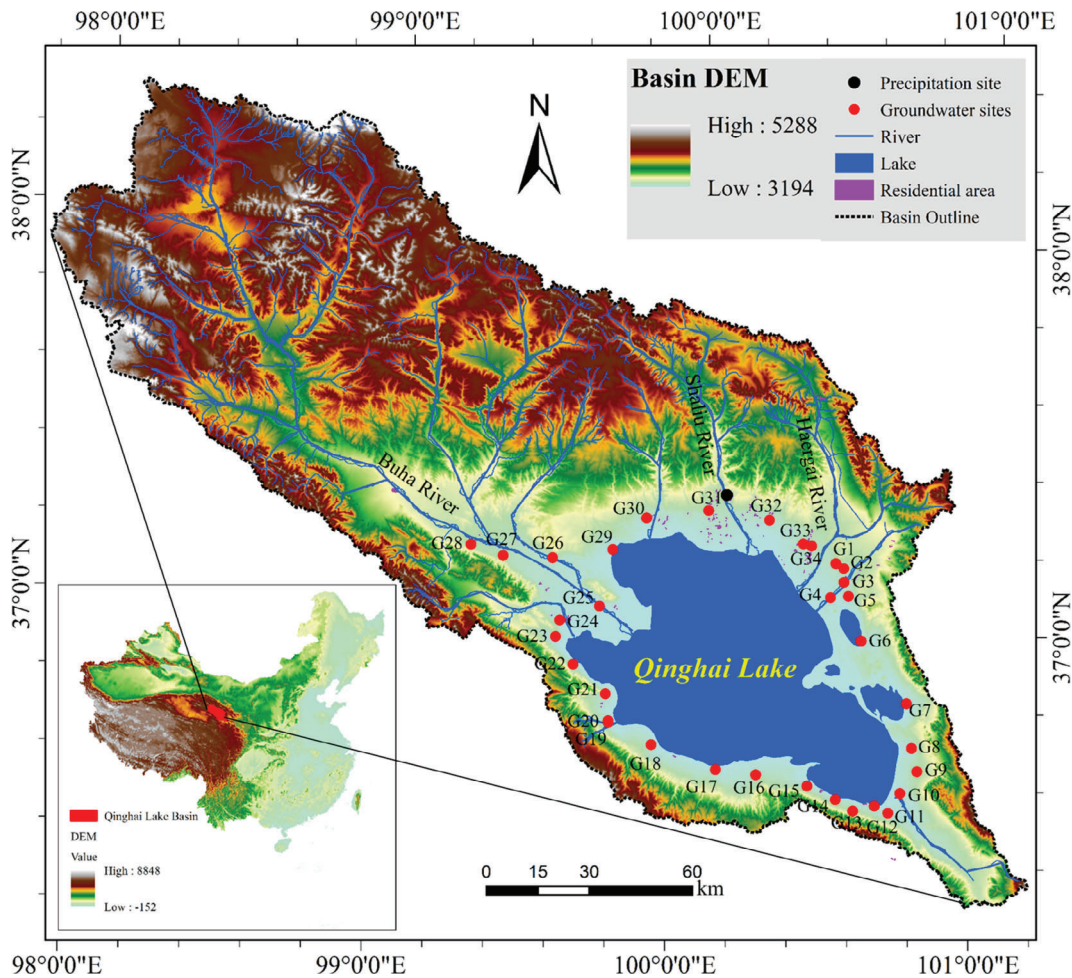 98°0'0"E
99°0'0"E
100°0'0"E
101°0'0"E
38°0'0"N
37°0'0"N
38°0'0"N
37°0'0"N
N
Basin DEM
High : 5288
Low : 3194
Precipitation site
Groundwater sites
River
Lake
Residential area
Basin Outline
Shaliu River
Haergai River
Buha River
G31
G32
G30
G33
G34
G29
G28
G27
G26
G1
G2
G3
G4
G5
G25
G24
G23
G6
G22
Qinghai Lake
G21
G7
G20
G19
G8
G18
G9
G17
G16
G15
G10
G14
G13
G12
G11
Qinghai Lake Basin
DEM
Value
High : 8848
Low : -152
0
15
30
60
km
98°0'0"E
99°0'0"E
100°0'0"E
101°0'0"E